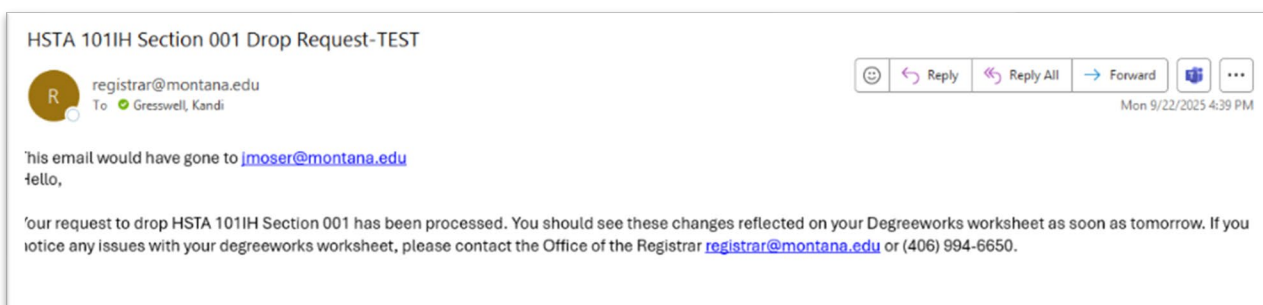 HSTA 101IH Section 001 Drop Request-TEST
R
registrar@montana.edu
To Gresswell, Kandi
Reply
Reply All
Forward
Mon 9/22/2025 4:39 PM
his email would have gone to jmoser@montana.edu
Hello,
our request to drop HSTA 101IH Section 001 has been processed. You should see these changes reflected on your Degreeworks worksheet as soon as tomorrow. If you
notice any issues with your degreeworks worksheet, please contact the Office of the Registrar registrar@montana.edu or (406) 994-6650.